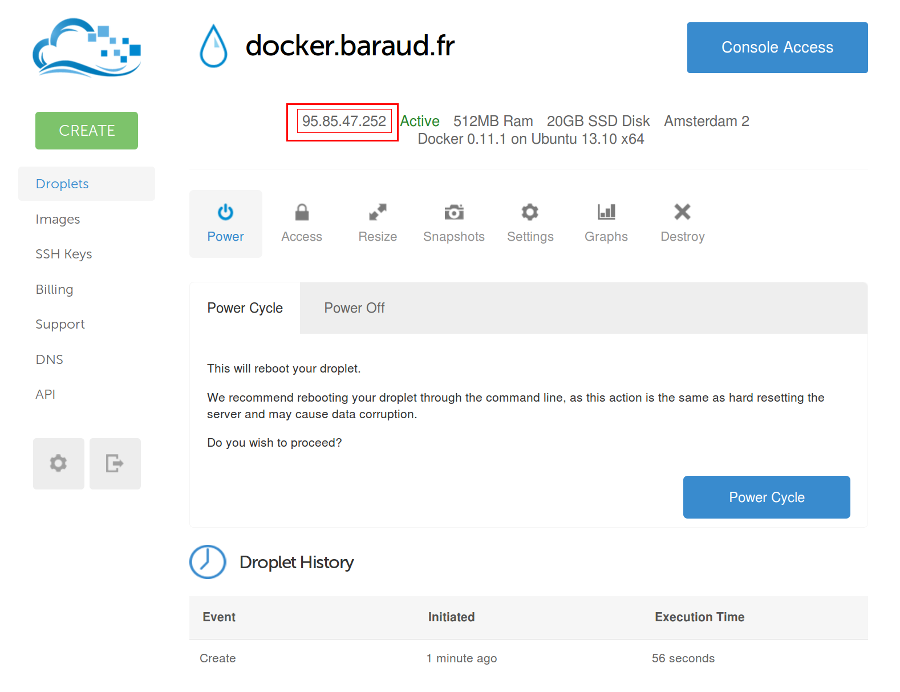 docker.baraud.fr
Console Access
95.85.47.252 Active 512MB Ram 20GB SSD Disk Amsterdam 2
Docker 0.11.1 on Ubuntu 13.10 x64
CREATE
Droplets
Images
SSH Keys
Billing
Support
DNS
API
Power Access Resize Snapshots Settings Graphs Destroy
Power Cycle Power Off
This will reboot your droplet.
We recommend rebooting your droplet through the command line, as this action is the same as hard resetting the
server and may cause data corruption.
Do you wish to proceed?
Power Cycle
Droplet History
Event Initiated Execution Time
Create 1 minute ago 56 seconds